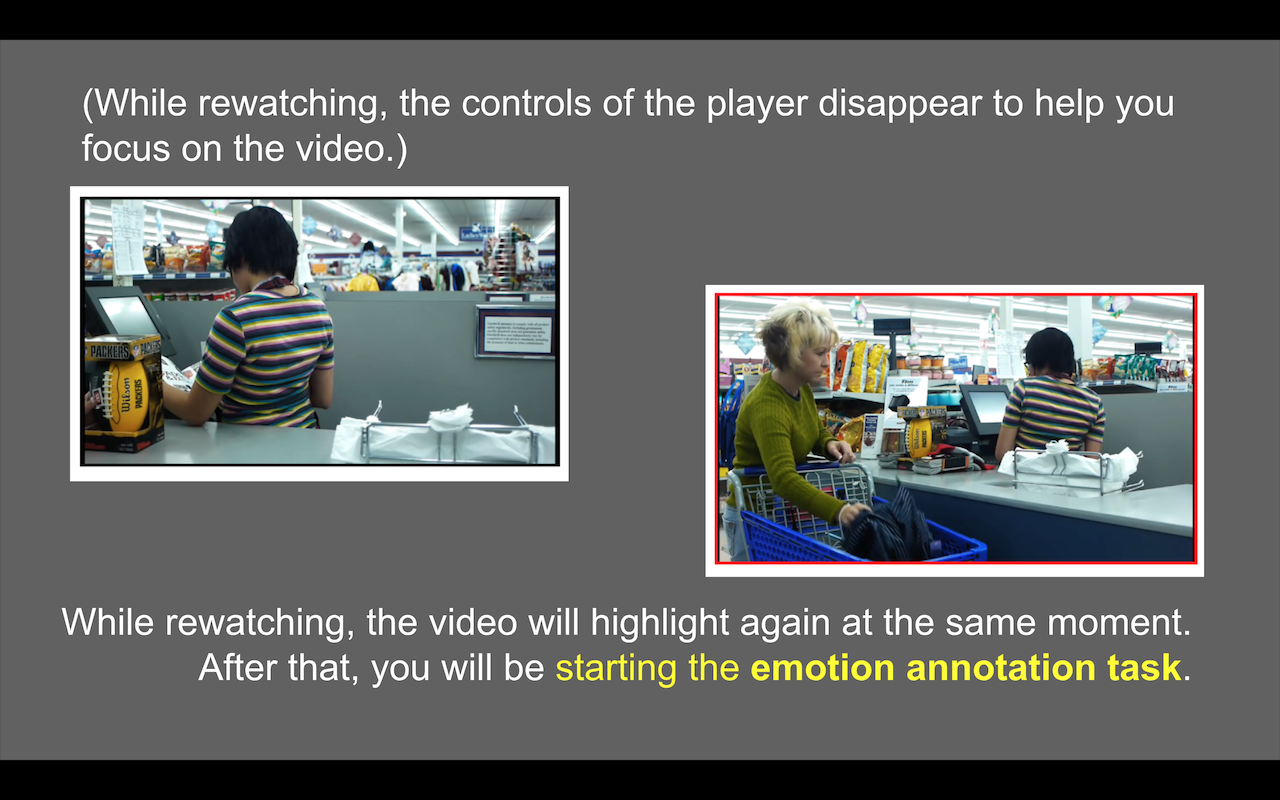 (While rewatching, the controls of the player disappear to help you
focus on the video.)
PACKERS
Wilson
PACKERS
While rewatching, the video will highlight again at the same moment.
After that, you will be starting the emotion annotation task.